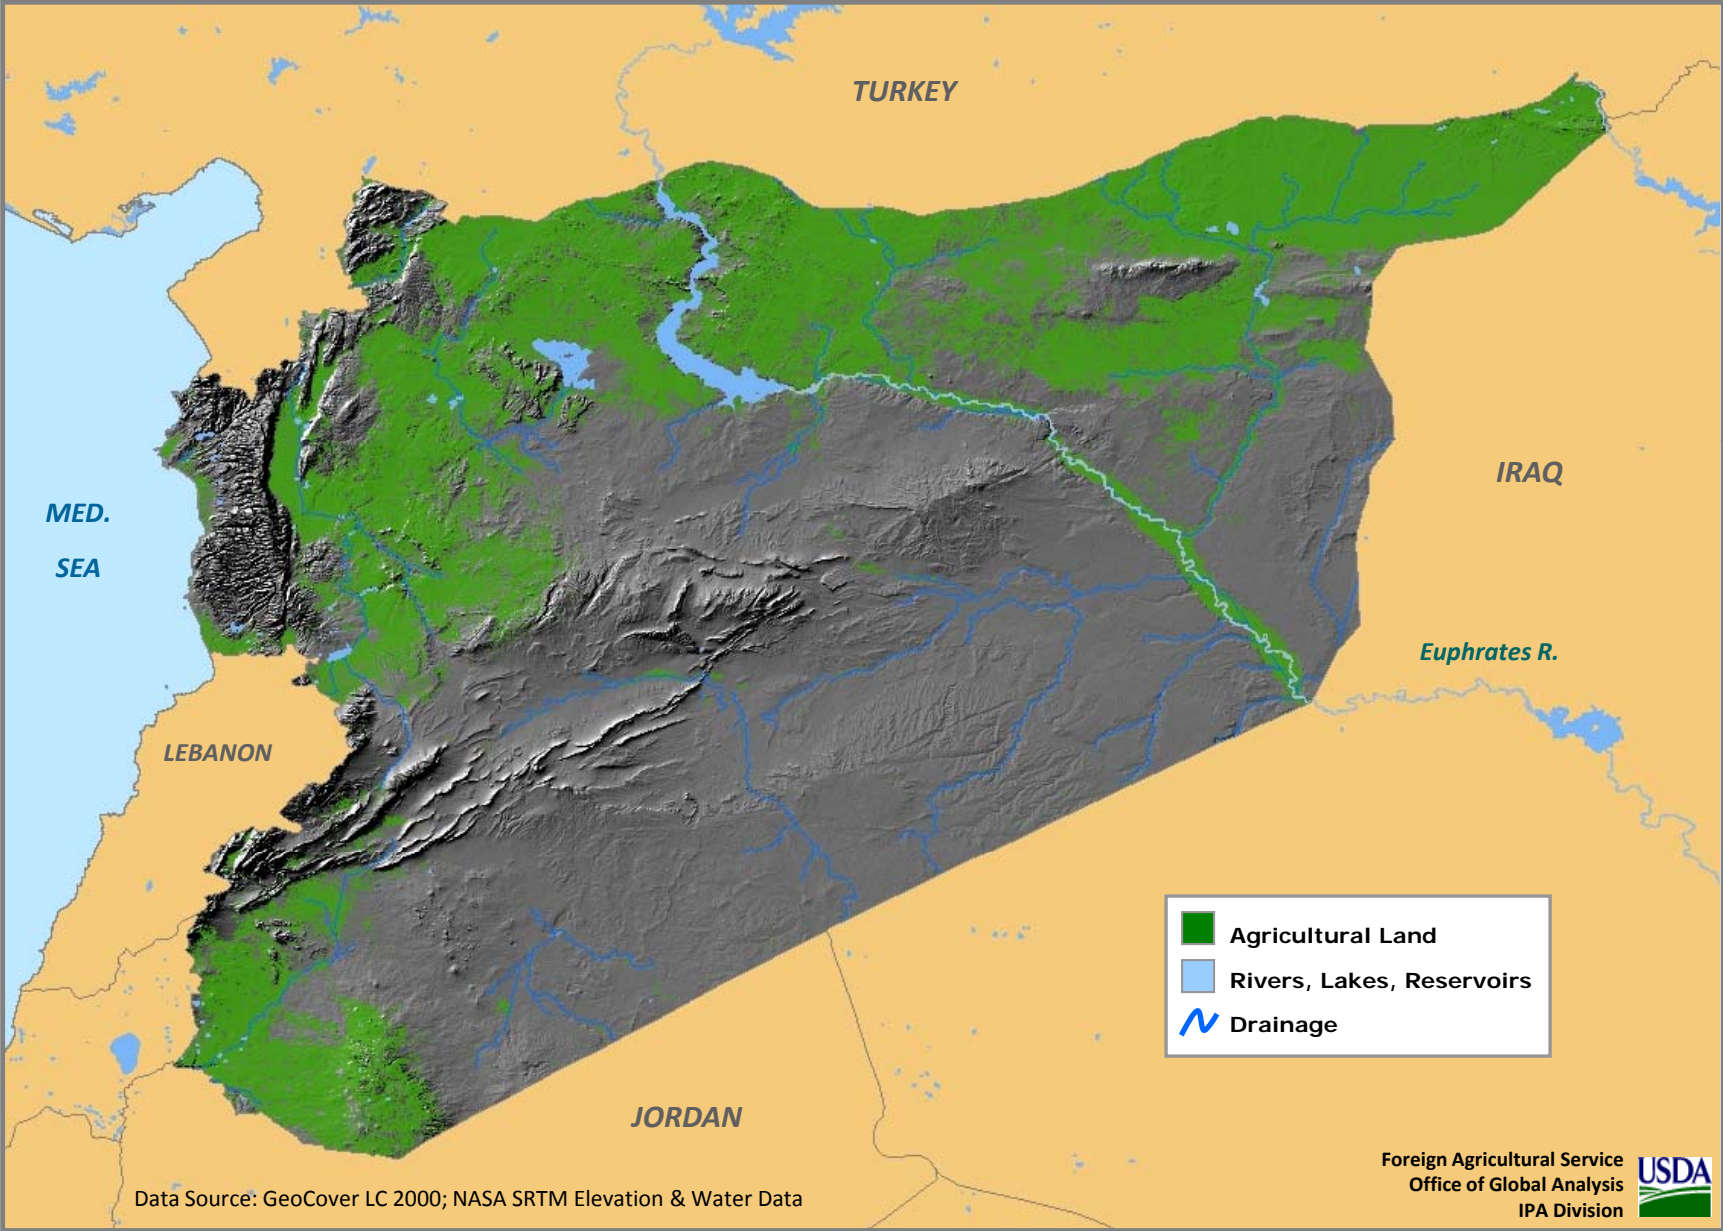 TURKEY
IRAQ
MED.
SEA
Euphrates R.
LEBANON
Agricultural Land
Rivers, Lakes, Reservoirs
Drainage
JORDAN
Foreign Agricultural Service
Office of Global Analysis
IPA Division
USDA
Data Source: GeoCover LC 2000; NASA SRTM Elevation & Water Data